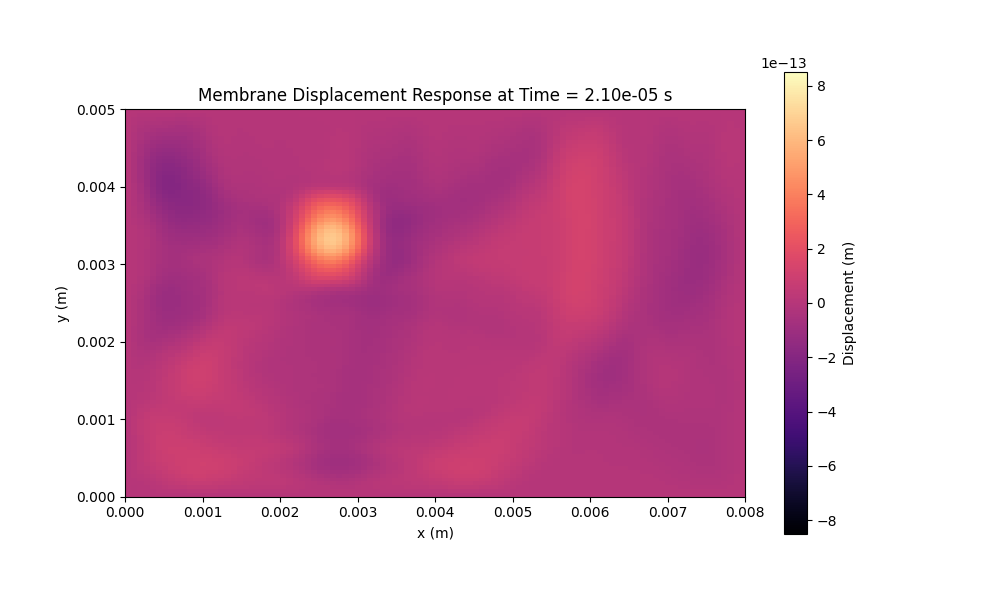 1e−13
Membrane Displacement Response at Time = 2.10e-05 s
0.005
0.004
0.003
0.002
0.001
0.000
y (m)
0.000 0.001 0.002 0.003 0.004 0.005 0.006 0.007 0.008
x (m)
8
6
4
2
0
−2
−4
−6
−8
Displacement (m)